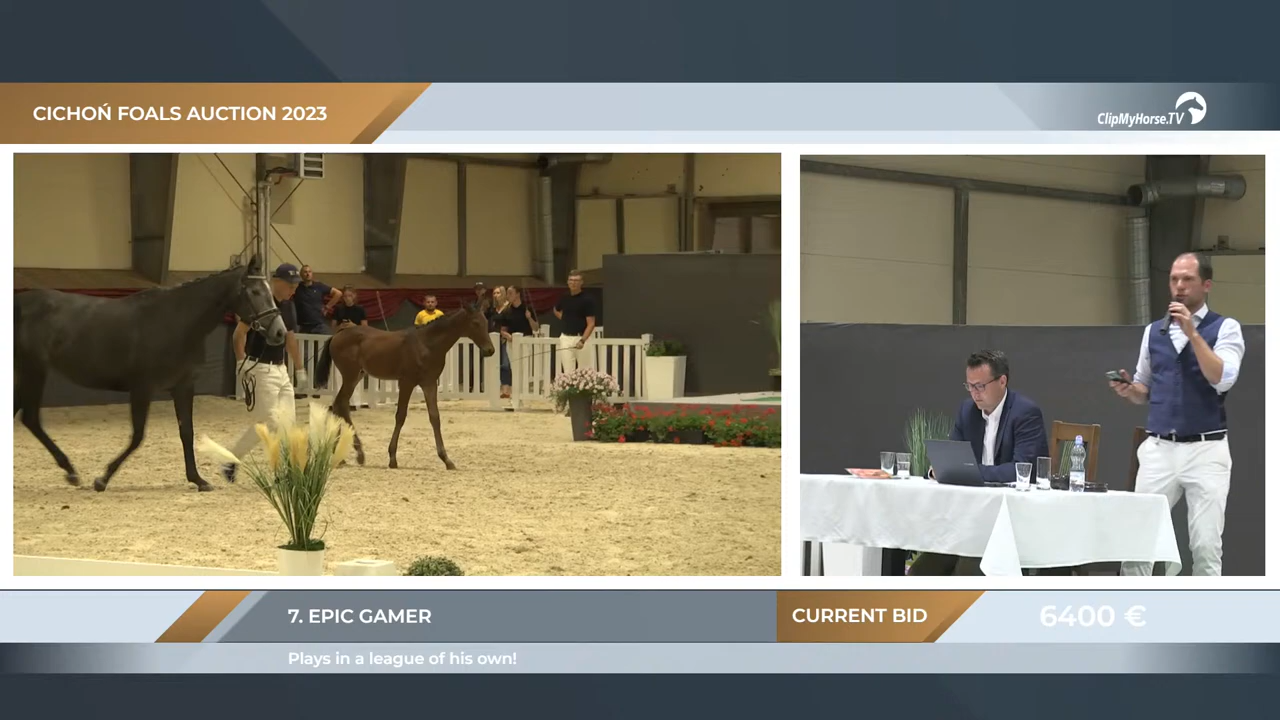 CICHOŃ FOALS AUCTION 2023
ClipMyHorse.TV
7. EPIC GAMER
CURRENT BID
6400 €
Plays in a league of his own!